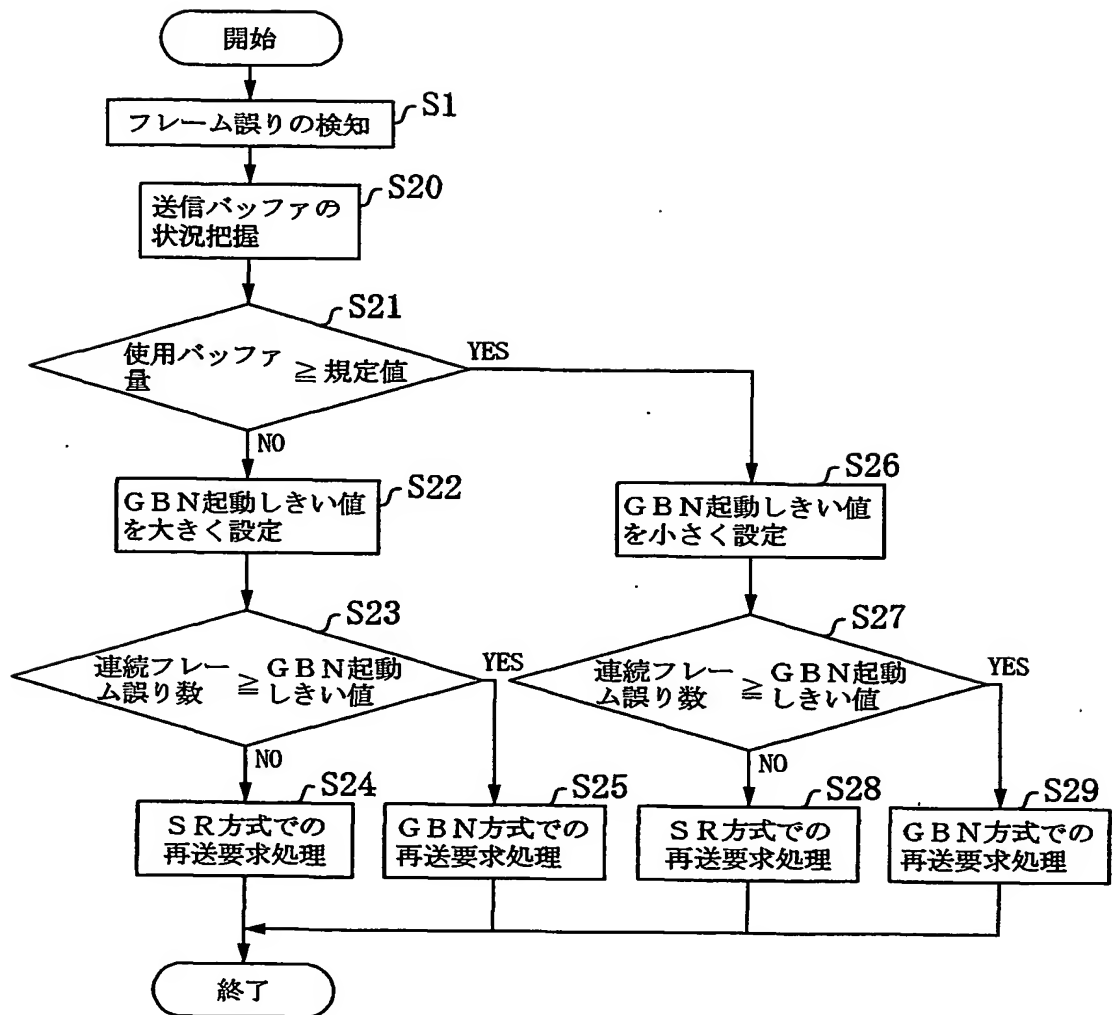 開始
フレーム誤りの検知
S1
送信バッファの
状況把握
S20
S21
使用バッファ
量
≧ 規定値
YES
NO
S22
GBN起動しきい値
を大きく設定
S26
GBN起動しきい値
を小さく設定
S23
連続フレー
ム誤り数
≧
GBN起動
しきい値
YES
NO
S27
連続フレー
ム誤り数
≧
GBN起動
しきい値
YES
NO
S24
SR方式での
再送要求処理
S25
GBN方式での
再送要求処理
S28
SR方式での
再送要求処理
S29
GBN方式での
再送要求処理
終了